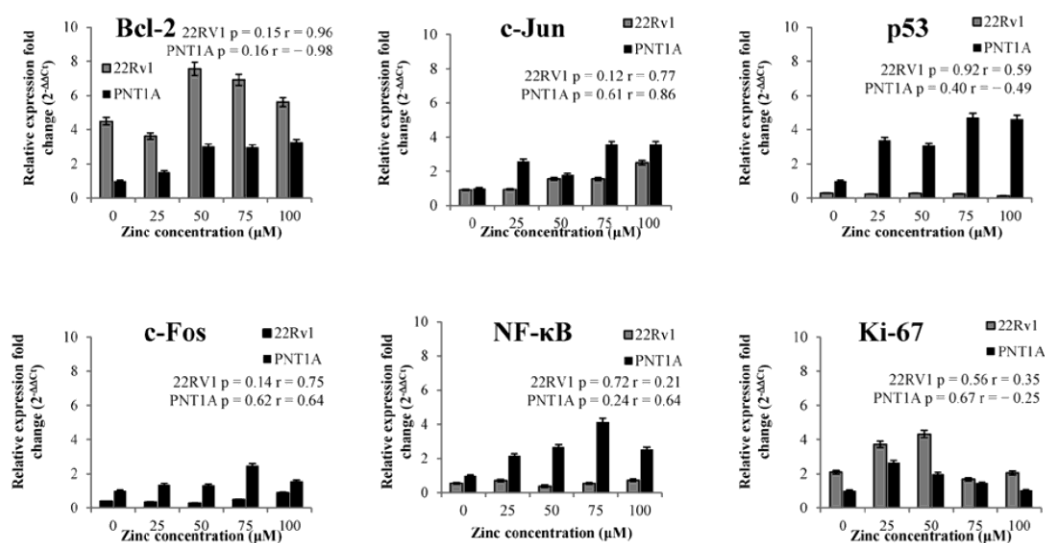 Bcl-2
22RV1 p = 0.15 r = 0.96
PNT1A p = 0.16 r = − 0.98
22Rv1
PNT1A
Relative expression fold
change (2-ΔΔCt)
10
8
6
4
2
0
0 25 50 75 100
Zinc concentration (µM)
c-Jun
22Rv1
PNT1A
22RV1 p = 0.12 r = 0.77
PNT1A p = 0.61 r = 0.86
Relative expression fold
change (2-ΔΔCt)
10
8
6
4
2
0
0 25 50 75 100
Zinc concentration (µM)
p53
22Rv1
PNT1A
22RV1 p = 0.92 r = 0.59
PNT1A p = 0.40 r = − 0.49
Relative expression fold
change (2-ΔΔCt)
10
8
6
4
2
0
0 25 50 75 100
Zinc concentration (µM)
c-Fos
22Rv1
PNT1A
22RV1 p = 0.14 r = 0.75
PNT1A p = 0.62 r = 0.64
Relative expression fold
change (2-ΔΔCt)
10
8
6
4
2
0
0 25 50 75 100
Zinc concentration (µM)
NF-κB
22Rv1
PNT1A
22RV1 p = 0.72 r = 0.21
PNT1A p = 0.24 r = 0.64
Relative expression fold
change (2-ΔΔCt)
10
8
6
4
2
0
0 25 50 75 100
Zinc concentration (µM)
Ki-67
22Rv1
PNT1A
22RV1 p = 0.56 r = 0.35
PNT1A p = 0.67 r = − 0.25
Relative expression fold
change (2-ΔΔCt)
10
8
6
4
2
0
0 25 50 75 100
Zinc concentration (µM)